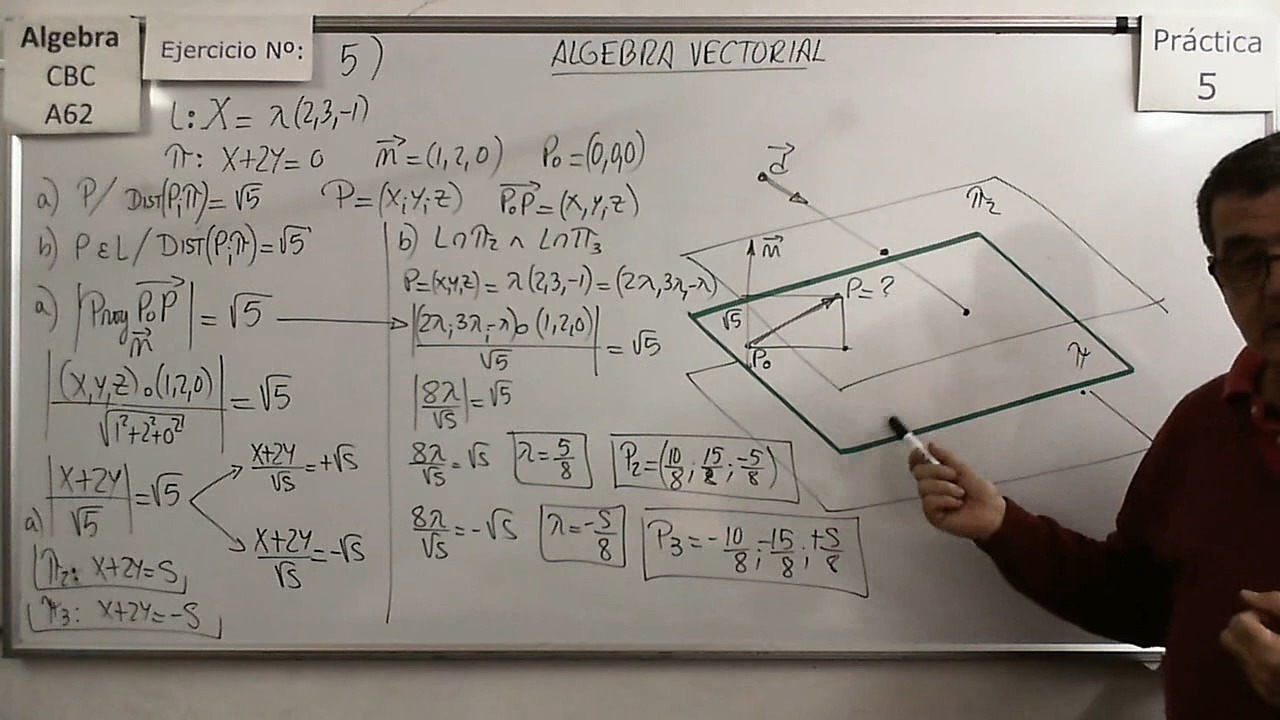 Algebra
CBC
A62
Ejercicio Nº: 5)
ALGEBRA VECTORIAL
Práctica
5
L: X = λ(2,3,-1)
π: X+2Y=0 n⃗=(1,2,0) P₀=(0,0,0)
a) P/ DIST(P;π)=√5 P=(X;Y;Z) P₀P⃗=(X,Y,Z)
b) P ε L/ DIST(P;π)=√5
a) |Proy P₀P⃗ n⃗| = √5
|(X,Y,Z)∘(1,2,0) / √(1²+2²+0²)| = √5
|X+2Y / √5| = √5
X+2Y / √5 = +√5
X+2Y / √5 = -√5
a)
π₂: X+2Y=5
π₃: X+2Y=-5
b) L∩π₂ ∧ L∩π₃
P=(X,Y,Z) = λ(2,3,-1) = (2λ,3λ,-λ)
|(2λ,3λ,-λ)∘(1,2,0) / √5| = √5
|8λ / √5| = √5
8λ / √5 = √5 λ = 5/8 P₂=(10/8 ; 15/8 ; -5/8)
8λ / √5 = -√5 λ = -5/8 P₃= -10/8 ; -15/8 ; +5/8
d⃗
π₂
n⃗
P=?
√5
P₀
π